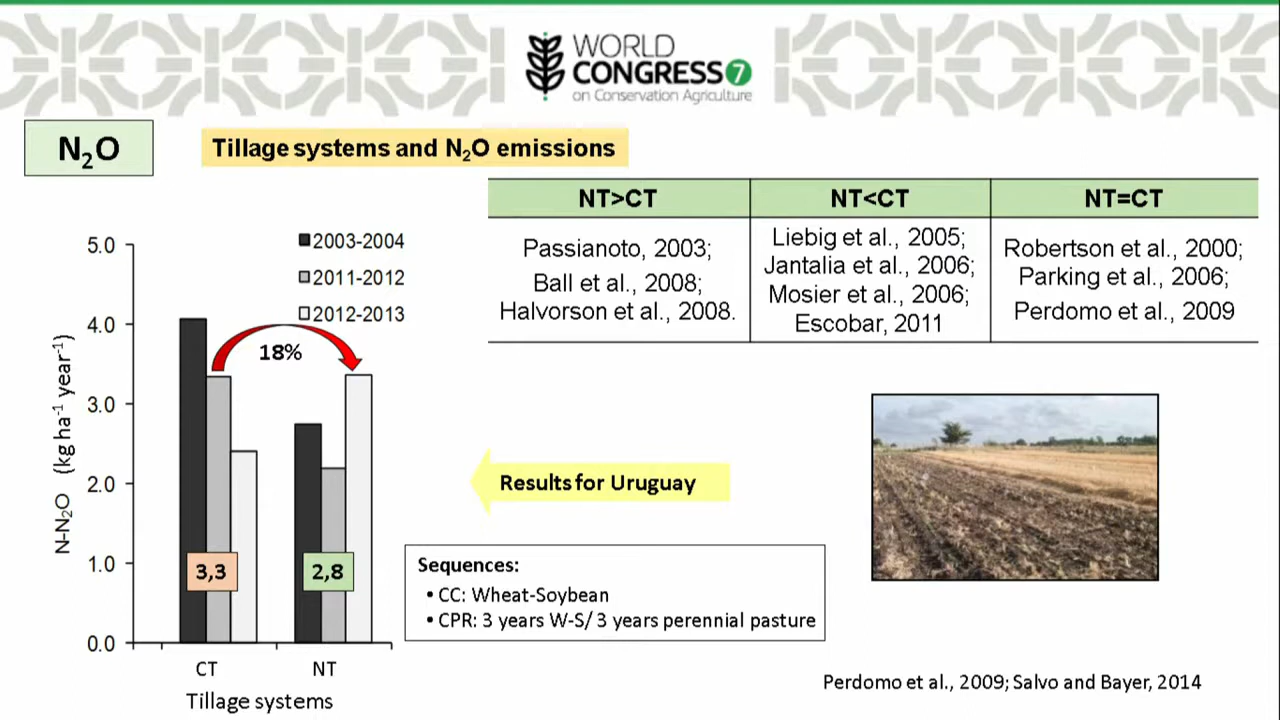 WORLD
CONGRESS 7
on Conservation Agriculture
N₂O
Tillage systems and N₂O emissions
NT>CT
NT<CT
NT=CT
Passianoto, 2003;
Ball et al., 2008;
Halvorson et al., 2008.
Liebig et al., 2005;
Jantalia et al., 2006;
Mosier et al., 2006;
Escobar, 2011
Robertson et al., 2000;
Parking et al., 2006;
Perdomo et al., 2009
2003-2004
2011-2012
2012-2013
5.0
4.0
3.0
2.0
1.0
0.0
N-N₂O (kg ha⁻¹ year⁻¹)
18%
3,3
2,8
CT
NT
Tillage systems
Results for Uruguay
Sequences:
• CC: Wheat-Soybean
• CPR: 3 years W-S/ 3 years perennial pasture
Perdomo et al., 2009; Salvo and Bayer, 2014